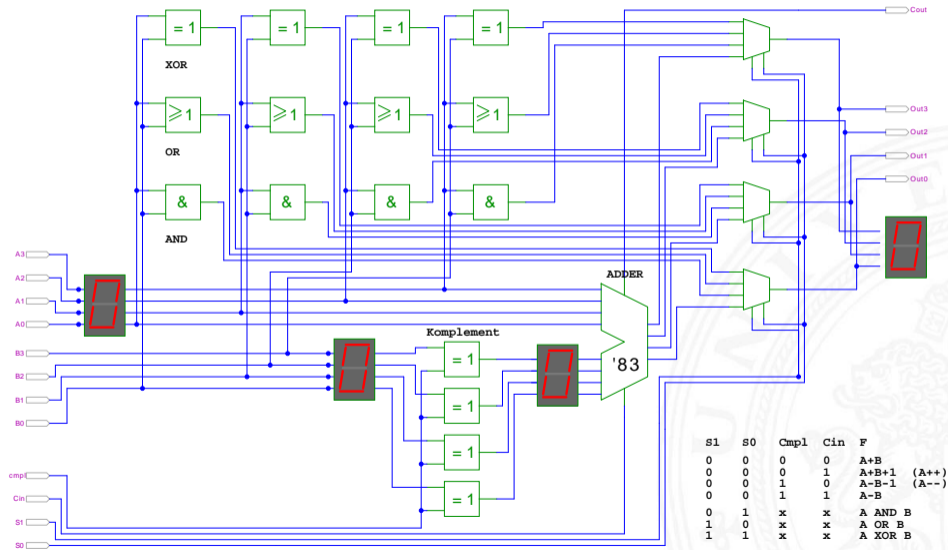 Cout
= 1 = 1 = 1 = 1
XOR
Out3
≥1 ≥1 ≥1 ≥1
Out2
OR
Out1
Out0
& & & &
AND
A3
A2
A1
A0
ADDER
B3
B2
B1
B0
Komplement
= 1
= 1
= 1
= 1
'83
cmpl
Cin
S1
S0
S1 S0 Cmpl Cin F
0 0 0 0 A+B
0 0 0 1 A+B+1 (A++)
0 0 1 0 A-B-1 (A--)
0 0 1 1 A-B
0 1 x x A AND B
1 0 x x A OR B
1 1 x x A XOR B